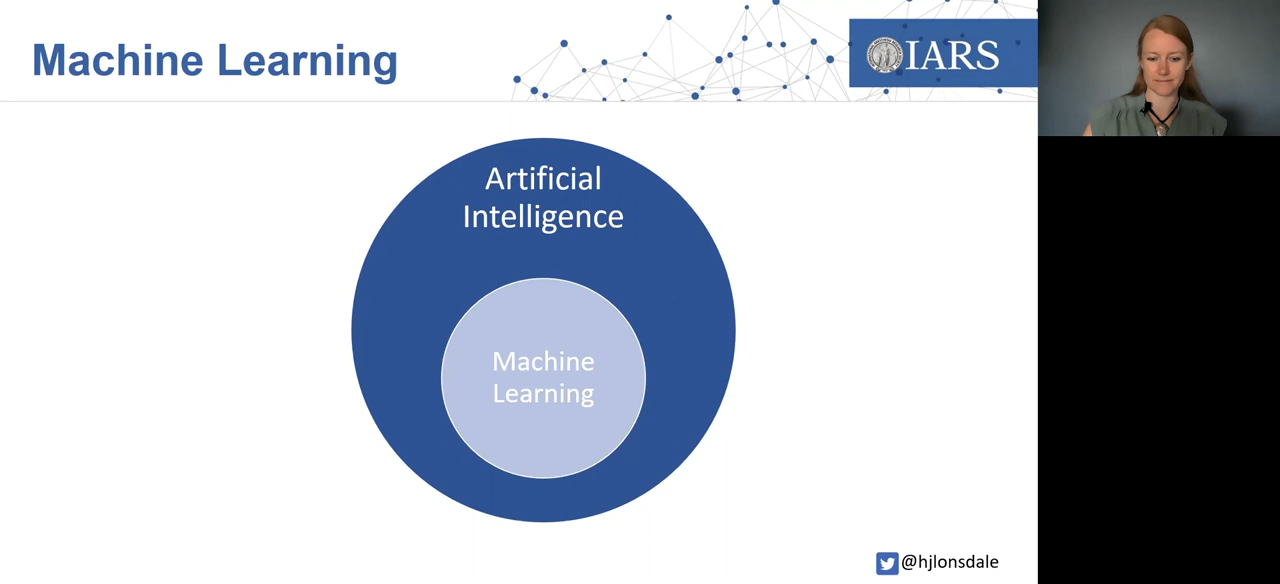 Machine Learning
IARS
Artificial
Intelligence
Machine
Learning
@hjlonsdale